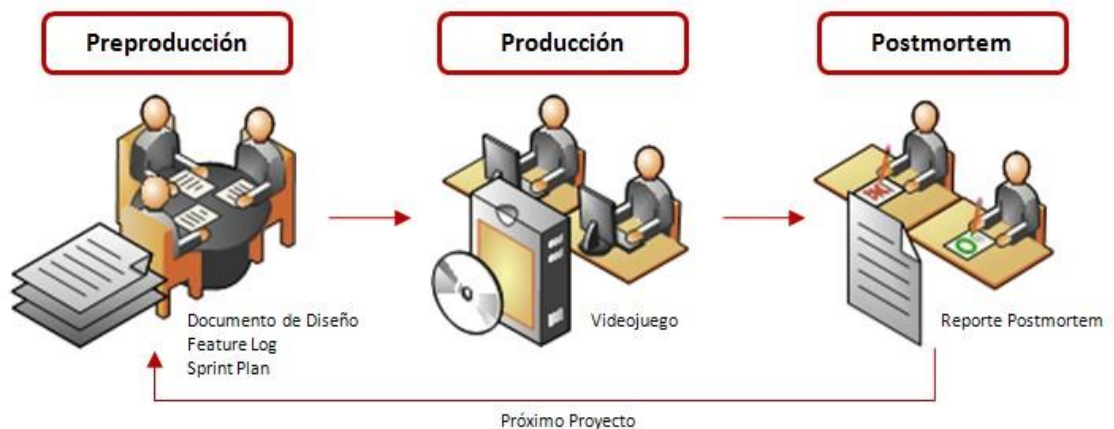 Preproducción
Producción
Postmortem
Documento de Diseño
Feature Log
Sprint Plan
Videojuego
Reporte Postmortem
Próximo Proyecto